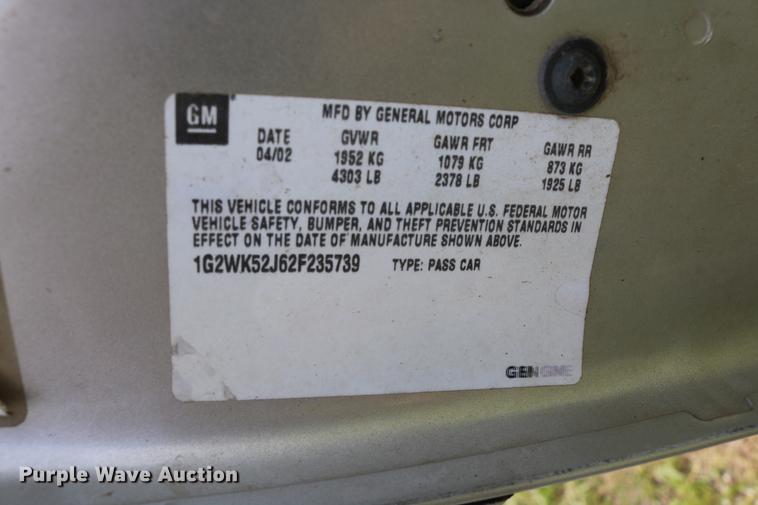 GM
MFD BY GENERAL MOTORS CORP
DATE GVWR GAWR FRT GAWR RR
04/02 1952 KG 1079 KG 873 KG
4303 LB 2378 LB 1925 LB
THIS VEHICLE CONFORMS TO ALL APPLICABLE U.S. FEDERAL MOTOR
VEHICLE SAFETY, BUMPER, AND THEFT PREVENTION STANDARDS IN
EFFECT ON THE DATE OF MANUFACTURE SHOWN ABOVE.
1G2WK52J62F235739 TYPE: PASS CAR
GEN GME
Purple Wave Auction